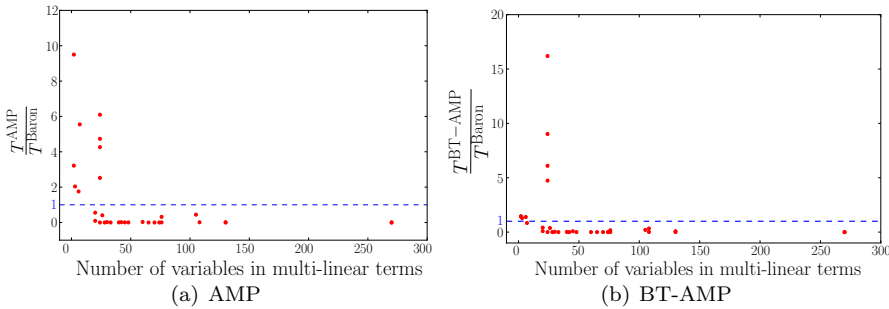 12
10
8
6
4
2
1
0
T^AMP
T^Baron
0 50 100 150 200 250 300
Number of variables in multi-linear terms
(a) AMP
20
15
10
5
1
0
T^BT−AMP
T^Baron
0 50 100 150 200 250 300
Number of variables in multi-linear terms
(b) BT-AMP